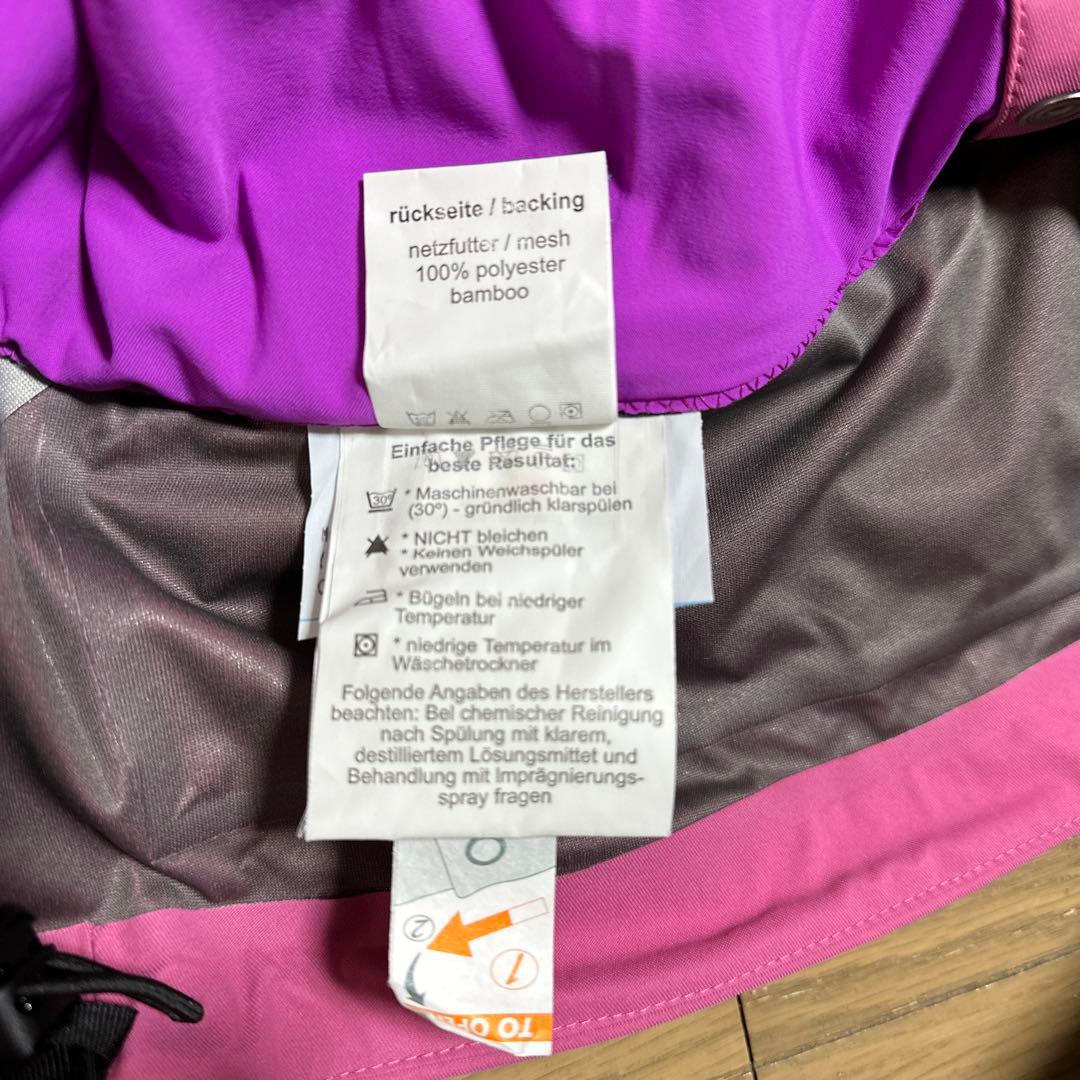 rückseite / backing
netzfutter / mesh
100% polyester
bamboo
Einfache Pflege für das
beste Resultat:
30°
* Maschinenwaschbar bei
(30°) - gründlich klarspülen
* NICHT bleichen
* Keinen Weichspüler
verwenden
* Bügeln bei niedriger
Temperatur
* niedrige Temperatur im
Wäschetrockner
Folgende Angaben des Herstellers
beachten: Bei chemischer Reinigung
nach Spülung mit klarem,
destilliertem Lösungsmittet und
Behandlung mit Imprägnierungs-
spray fragen
2
1
TO OPEN